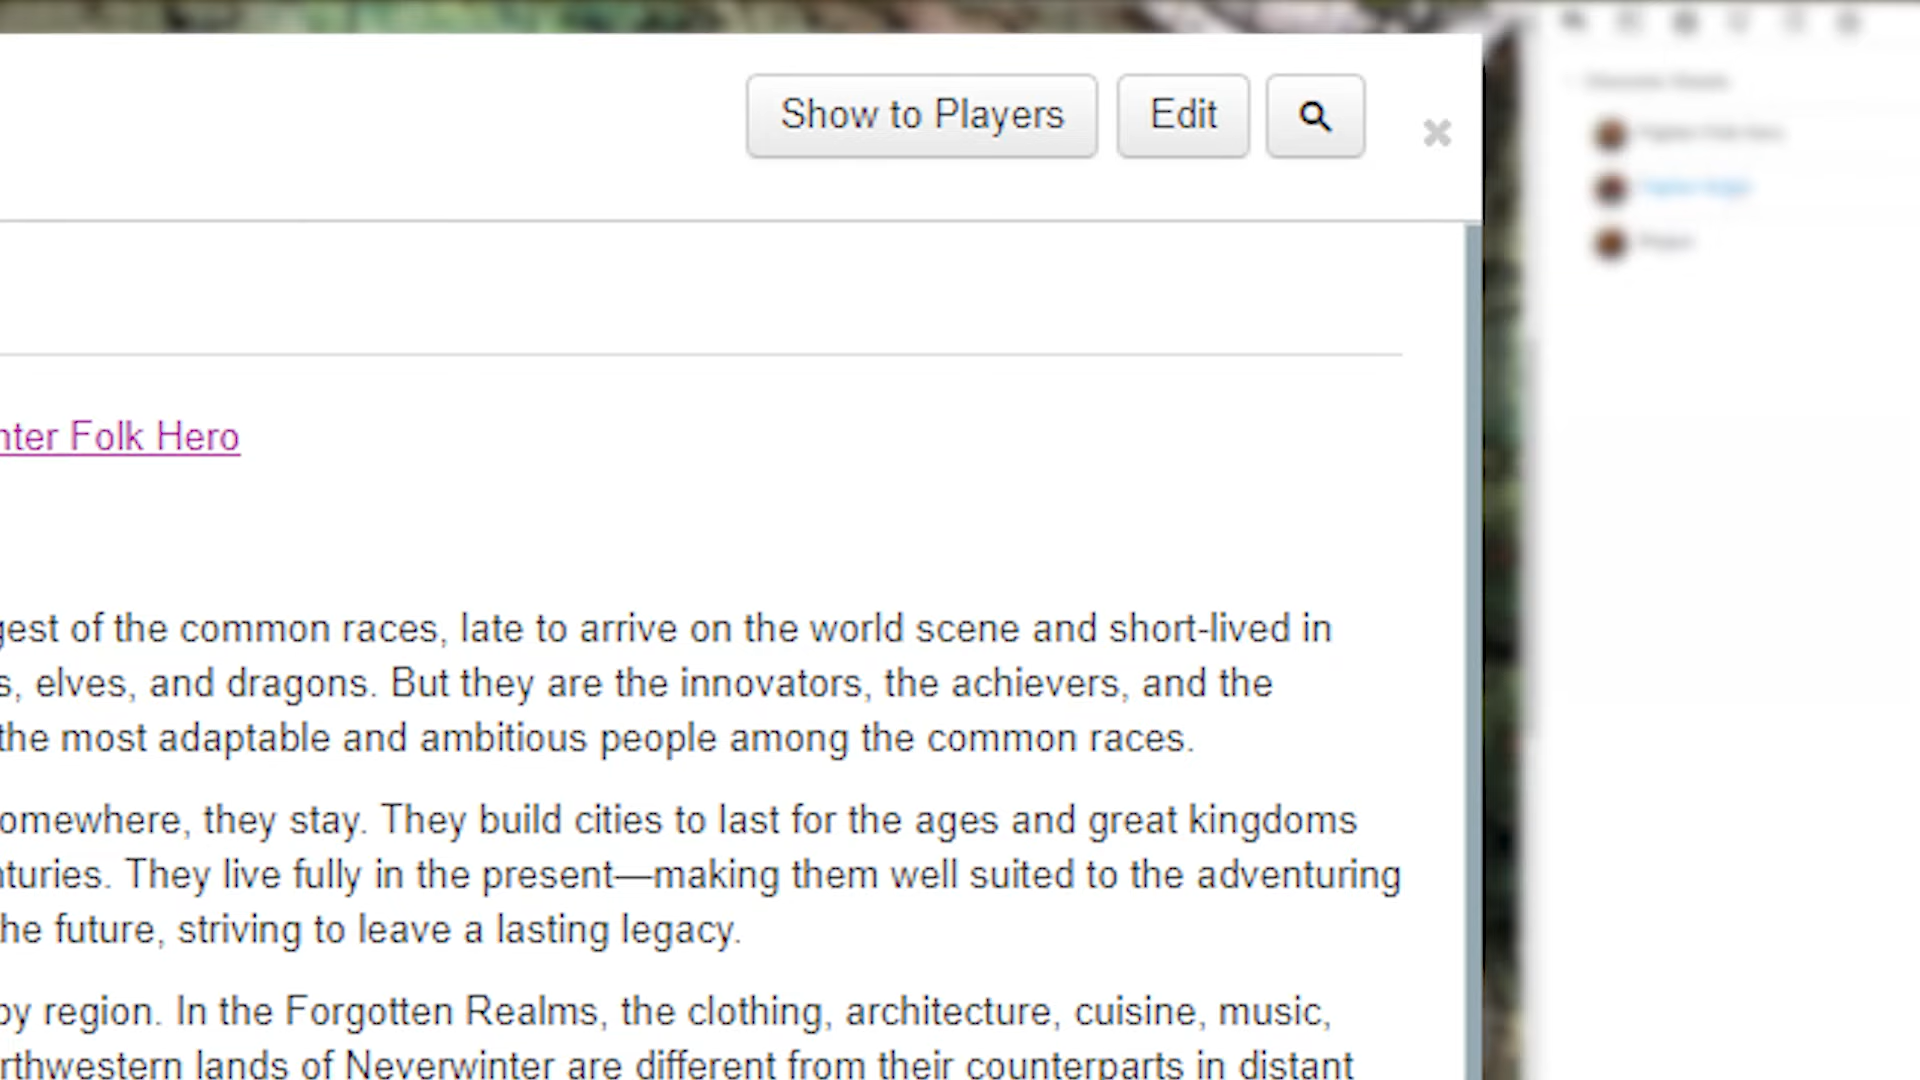 Show to Players Edit
nter Folk Hero
gest of the common races, late to arrive on the world scene and short-lived in
s, elves, and dragons. But they are the innovators, the achievers, and the
the most adaptable and ambitious people among the common races.
omewhere, they stay. They build cities to last for the ages and great kingdoms
nturies. They live fully in the present—making them well suited to the adventuring
he future, striving to leave a lasting legacy.
by region. In the Forgotten Realms, the clothing, architecture, cuisine, music,
rthwestern lands of Neverwinter are different from their counterparts in distant